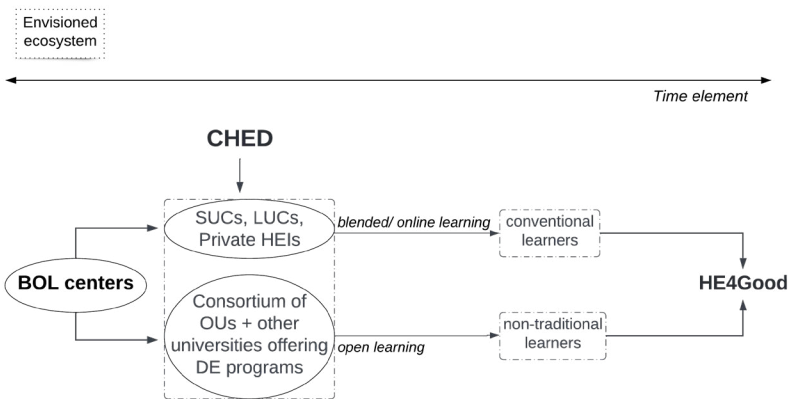 Envisioned
ecosystem
Time element
CHED
SUCs, LUCs,
Private HEIs
blended/ online learning
conventional
learners
BOL centers
HE4Good
Consortium of
OUs + other
universities offering
DE programs
open learning
non-traditional
learners